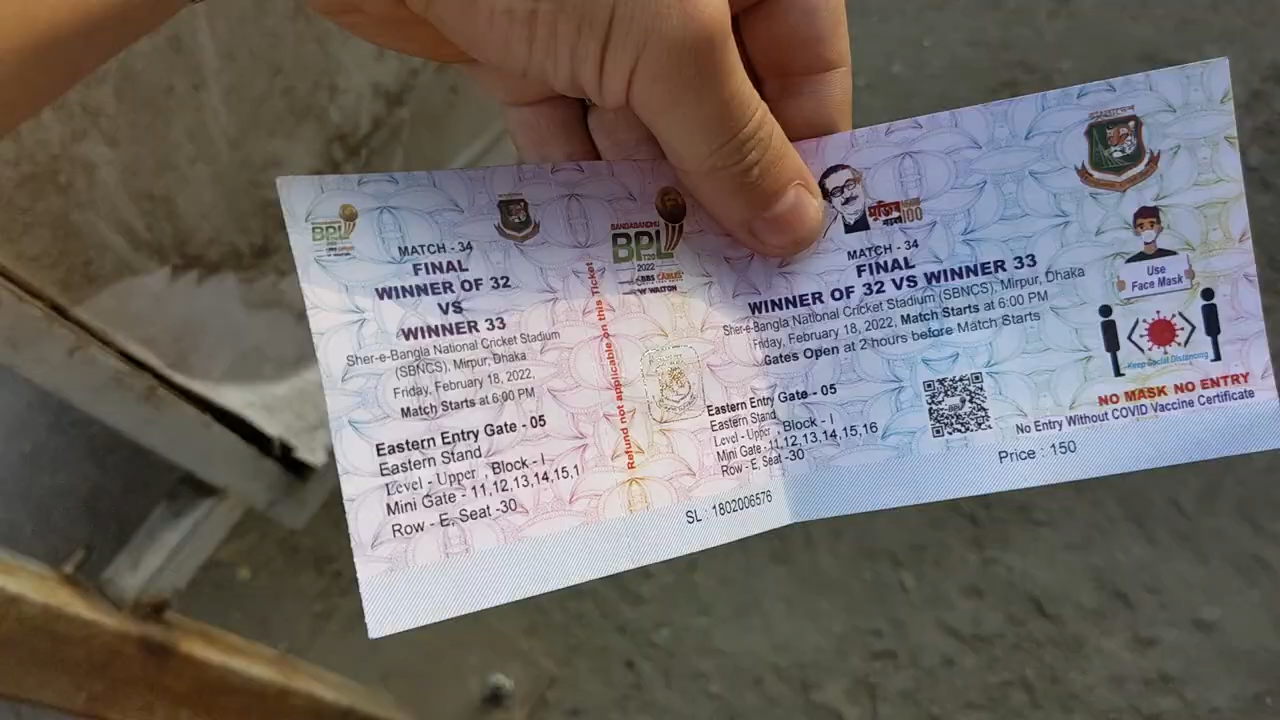 BPL
MATCH - 34
FINAL
WINNER OF 32
VS
WINNER 33
Sher-e-Bangla National Cricket Stadium
(SBNCS), Mirpur, Dhaka
Friday, February 18, 2022,
Match Starts at 6:00 PM
Eastern Entry Gate - 05
Eastern Stand
Level - Upper , Block - I
Mini Gate - 11,12,13,14,15,1
Row - E, Seat -30
Refund not applicable on this Ticket
BANGABANDHU
BPL
T20
2022
WALTON
SL : 1802006576
মুজিব
100
MATCH - 34
FINAL
WINNER OF 32 VS WINNER 33
Sher-e-Bangla National Cricket Stadium (SBNCS), Mirpur, Dhaka
Friday, February 18, 2022, Match Starts at 6:00 PM
Gates Open at 2 hours before Match Starts
Eastern Entry Gate - 05
Eastern Stand
Level - Upper Block - I
Mini Gate - 11,12,13,14,15,16
Row - E, Seat -30
Use
Face Mask
Keep Social Distancing
NO MASK NO ENTRY
No Entry Without COVID Vaccine Certificate
Price : 150